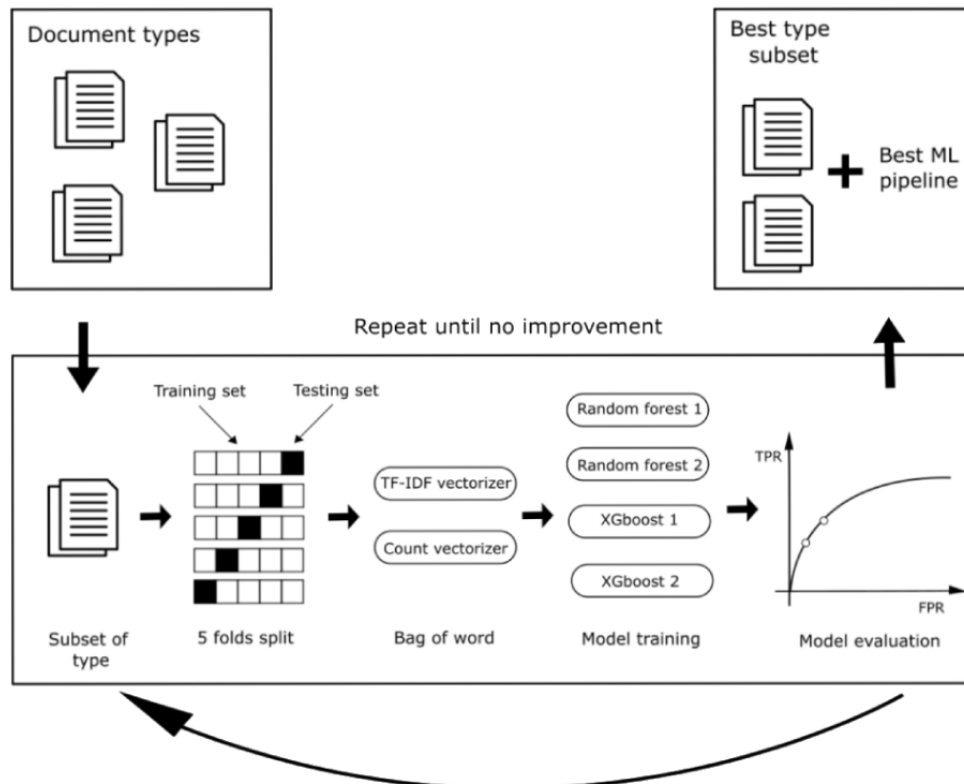 Document types
Best type
subset
Best ML
pipeline
Repeat until no improvement
Training set
Testing set
TF-IDF vectorizer
Count vectorizer
Random forest 1
Random forest 2
XGboost 1
XGboost 2
TPR
FPR
Subset of
type
5 folds split
Bag of word
Model training
Model evaluation